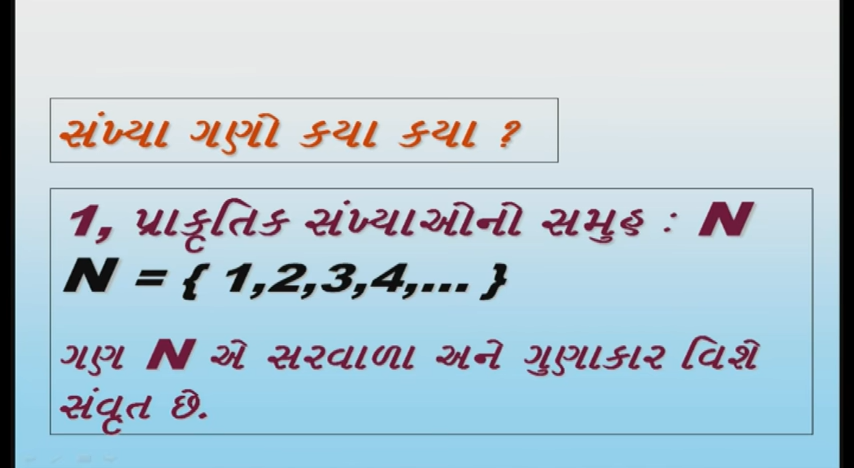 સંખ્યા ગણો કયા કયા ?
1, પ્રાકૃતિક સંખ્યાઓનો સમુહ : N
N = { 1,2,3,4,... }
ગણ N એ સરવાળા અને ગુણાકાર વિશે
સંવૃત છે.